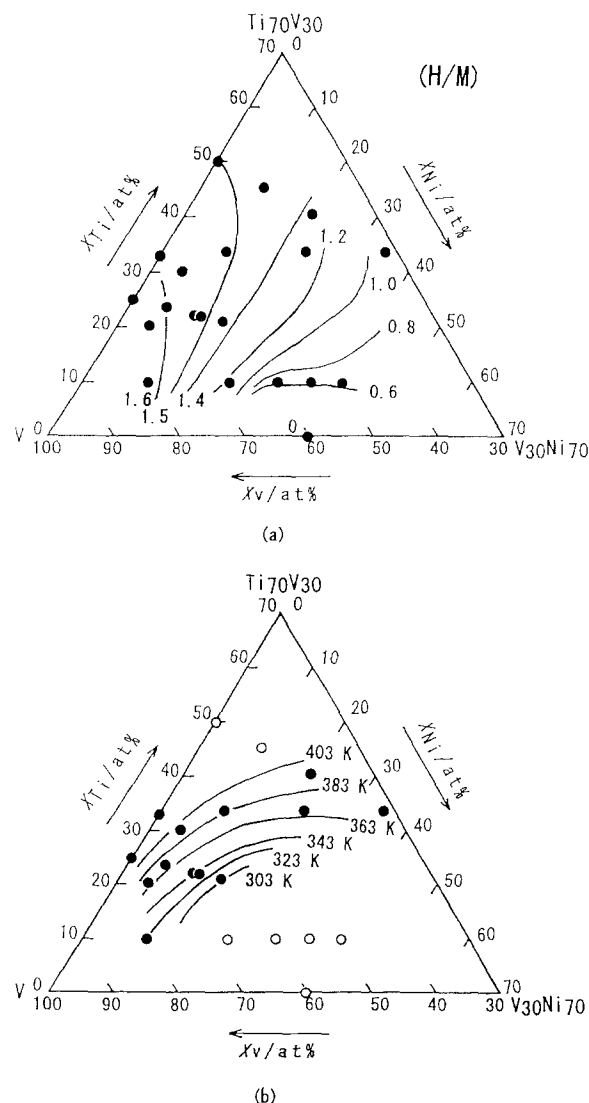 Ti70V30
70 0
(H/M)
60
10
50
20
XTi/at%
XNi/at%
40
30
1.2
30
40
1.0
20
50
0.8
10
60
1.6
1.4
0.6
1.5
V 0
0
70
100 90 80 70 60 50 40 30 V30Ni70
Xv/at%
(a)
Ti70V30
70 0
60
10
50
20
XTi/at%
XNi/at%
403 K
40
30
383 K
30
363 K
40
343 K
20
323 K
50
303 K
10
60
V 0
70
100 90 80 70 60 50 40 30 V30Ni70
Xv/at%
(b)